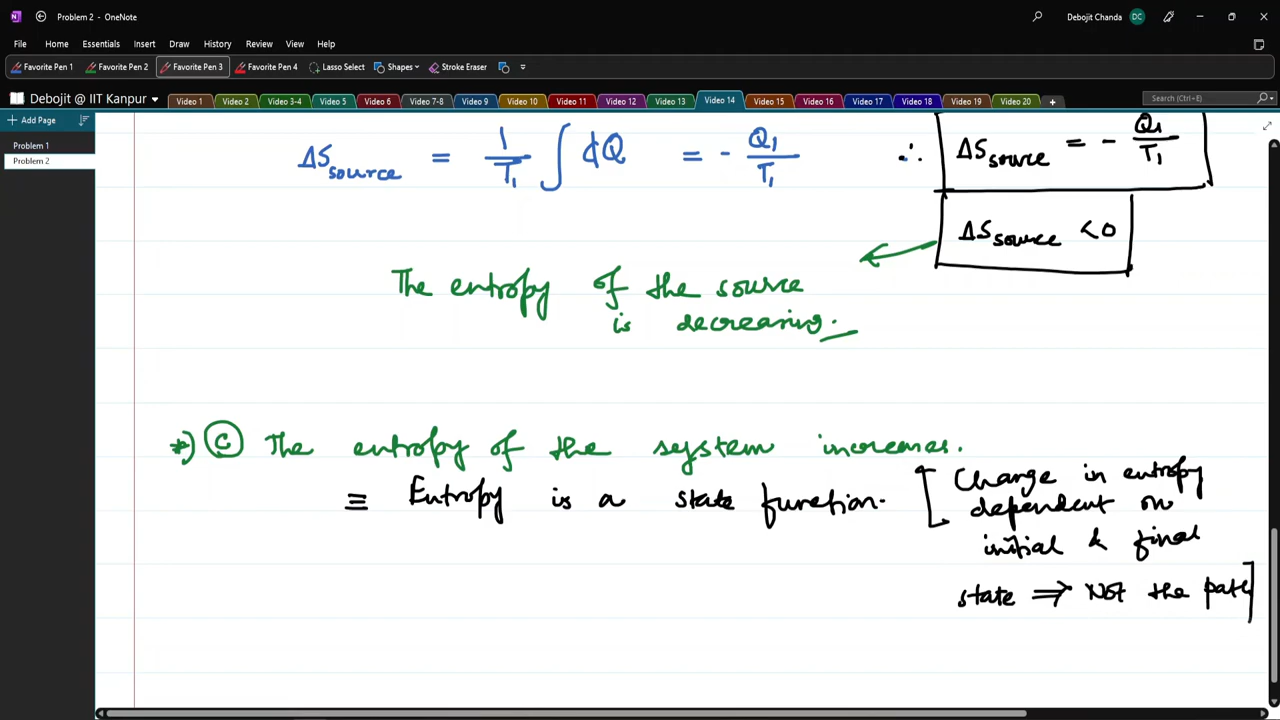 Problem 2 - OneNote
Debojit Chanda DC
File Home Essentials Insert Draw History Review View Help
Favorite Pen 1 Favorite Pen 2 Favorite Pen 3 Favorite Pen 4 Lasso Select Shapes Stroke Eraser
Debojit @ IIT Kanpur Video 1 Video 2 Video 3-4 Video 5 Video 6 Video 7-8 Video 9 Video 10 Video 11 Video 12 Video 13 Video 14 Video 15 Video 16 Video 17 Video 18 Video 19 Video 20 + Search (Ctrl+E)
Add Page
Problem 1
Problem 2
ΔS_source = 1/T₁ ∫ đQ = - Q₁/T₁ ∴ ΔS_source = - Q₁/T₁
ΔS_source < 0
The entropy of the source
is decreasing.
*) (C) The entropy of the system increases.
≡ Entropy is a state function. [Change in entropy
dependent on
initial & final
state ⇒ Not the path]